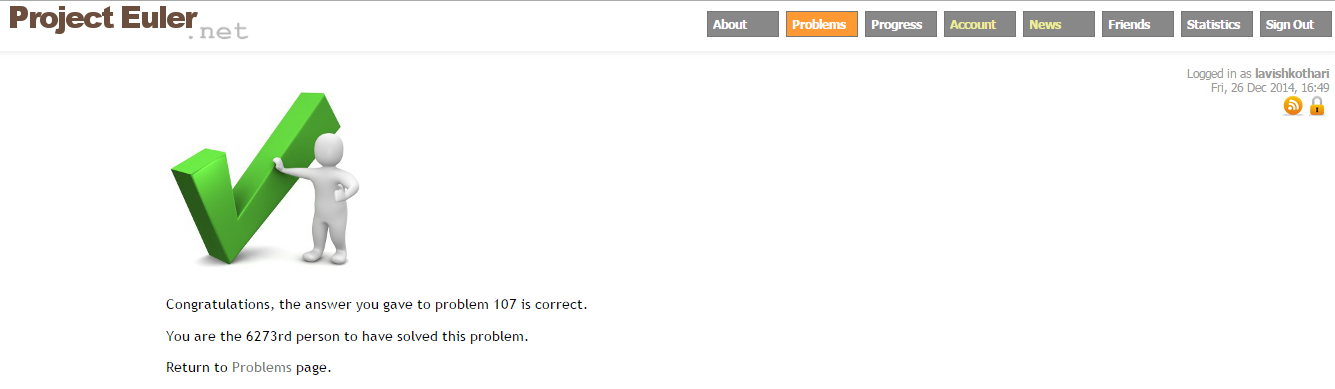 Project Euler
.net
About Problems Progress Account News Friends Statistics Sign Out
Logged in as lavishkothari
Fri, 26 Dec 2014, 16:49
Congratulations, the answer you gave to problem 107 is correct.
You are the 6273rd person to have solved this problem.
Return to Problems page.